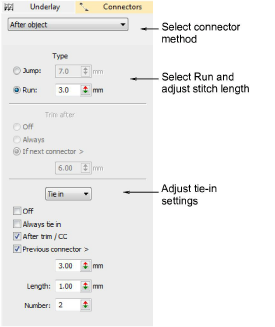 Underlay Connectors
After object
Select connector method
Type
Jump: 7.0 mm
Run: 3.0 mm
Select Run and adjust stitch length
Trim after
Off
Always
If next connector >
6.00 mm
Tie in
Adjust tie-in settings
Off
Always tie in
After trim / CC
Previous connector >
3.00 mm
Length: 1.00 mm
Number: 2